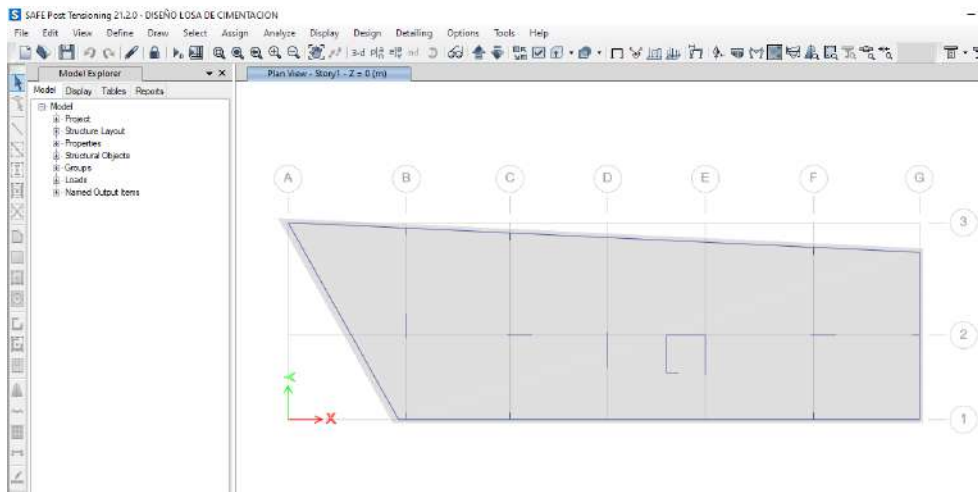 SAFE Post Tensioning 21.2.0 - DISEÑO LOSA DE CIMENTACION
File Edit View Define Draw Select Assign Analyze Display Design Detailing Options Tools Help
3-d
Model Explorer
Plan View - Story1 - Z = 0 (m)
Model Display Tables Reports
Model
Project
Structure Layout
Properties
Structural Objects
Groups
Loads
Named Output Items
A B C D E F G
3
2
1
Y
X